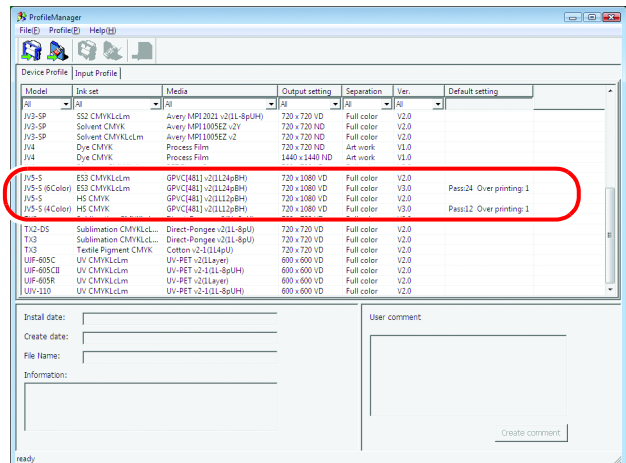 ProfileManager
File(F) Profile(P) Help(H)
Device Profile Input Profile
Model Ink set Media Output setting Separation Ver. Default setting
All All All All All All
JV3-SP SS2 CMYKLcLm Avery MPI 2021 v2(1L-8pUH) 720 x 720 VD Full color V2.0
JV3-SP Solvent CMYK Avery MPI1005EZ v2Y 720 x 720 ND Full color V2.0
JV3-SP Solvent CMYKLcLm Avery MPI1005EZ v2 720 x 720 ND Full color V2.0
JV4 Dye CMYK Process Film 720 x 720 ND Art work V1.0
JV4 Dye CMYK Process Film 1440 x 1440 ND Art work V1.0
JV5-S ES3 CMYKLcLm GPVC[481] v2(1L24pBH) 720 x 1080 VD Full color V2.0
JV5-S (6Color) ES3 CMYKLcLm GPVC[481] v2(1L24pBH) 720 x 1080 VD Full color V3.0 Pass:24 Over printing: 1
JV5-S HS CMYK GPVC[481] v2(1L12pBH) 720 x 1080 VD Full color V2.0
JV5-S (4Color) HS CMYK GPVC[481] v2(1L12pBH) 720 x 1080 VD Full color V3.0 Pass:12 Over printing: 1
TX2-DS Sublimation CMYKLcL... Direct-Pongee v2(1L-8pU) 720 x 720 VD Full color V2.0
TX3 Sublimation CMYKLcL... Direct-Pongee v2(1L-8pU) 720 x 720 VD Full color V2.0
TX3 Textile Pigment CMYK Cotton v2-1(1L4pU) 720 x 720 VD Full color V2.0
UJF-605C UV CMYKLcLm UV-PET v2(1Layer) 600 x 600 VD Full color V2.0
UJF-605CII UV CMYKLcLm UV-PET v2-1(1L-8pUH) 600 x 600 VD Full color V2.0
UJF-605R UV CMYKLcLm UV-PET v2(1Layer) 600 x 600 VD Full color V2.0
UJV-110 UV CMYKLcLm UV-PET v2-1(1L-8pUH) 600 x 600 VD Full color V2.0
Instal date:
Create date:
File Name:
Information:
User comment
Create comment
ready